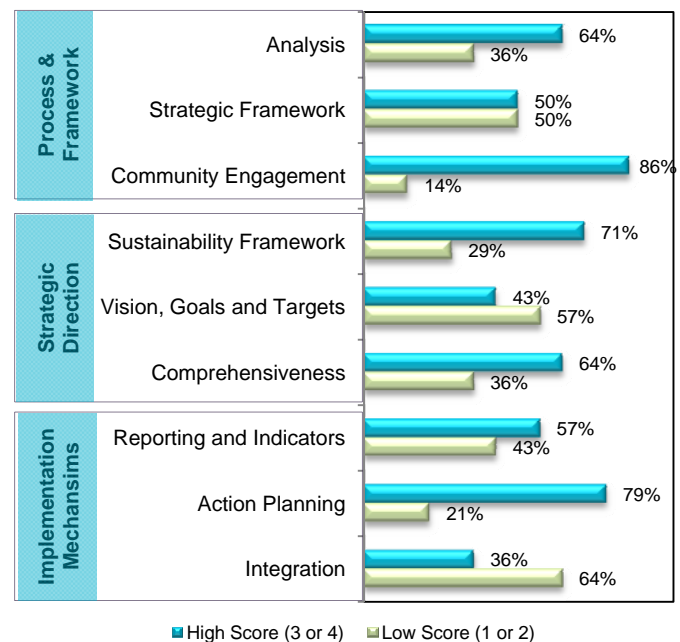 Process &
Framework
Analysis
64%
36%
Strategic Framework
50%
50%
Community Engagement
86%
14%
Strategic
Direction
Sustainability Framework
71%
29%
Vision, Goals and Targets
43%
57%
Comprehensiveness
64%
36%
Implementation
Mechansims
Reporting and Indicators
57%
43%
Action Planning
79%
21%
Integration
36%
64%
High Score (3 or 4) Low Score (1 or 2)